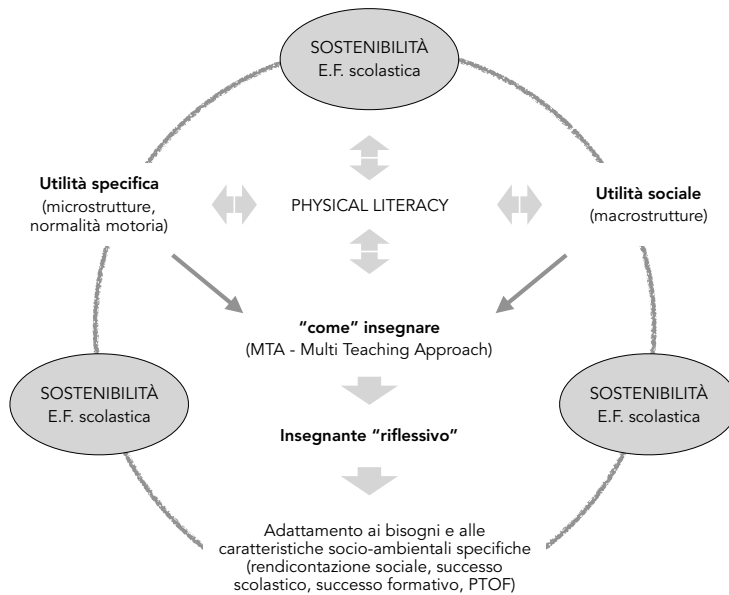 SOSTENIBILITÀ
E.F. scolastica
Utilità specifica
(microstrutture,
normalità motoria)
PHYSICAL LITERACY
Utilità sociale
(macrostrutture)
“come” insegnare
(MTA - Multi Teaching Approach)
SOSTENIBILITÀ
E.F. scolastica
SOSTENIBILITÀ
E.F. scolastica
Insegnante “riflessivo”
Adattamento ai bisogni e alle
caratteristiche socio-ambientali specifiche
(rendicontazione sociale, successo
scolastico, successo formativo, PTOF)